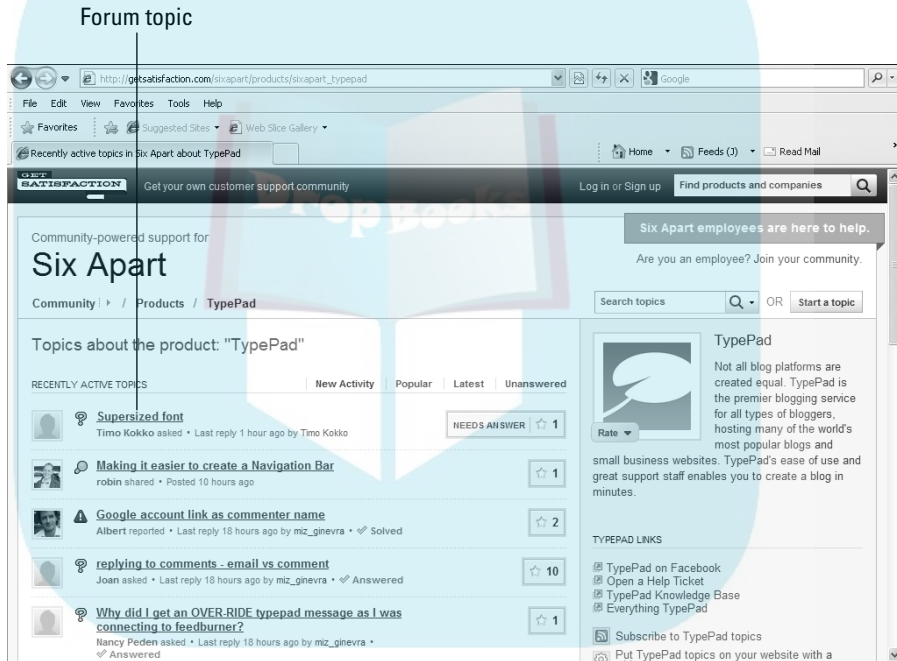 Forum topic
http://getsatisfaction.com/sixapart/products/sixapart_typepad
Google
File Edit View Favorites Tools Help
Favorites Suggested Sites Web Slice Gallery
Recently active topics in Six Apart about TypePad
Home Feeds (J) Read Mail
GET SATISFACTION
Get your own customer support community
Log in or Sign up
Find products and companies
Drop Books
Six Apart employees are here to help.
Community-powered support for
Six Apart
Are you an employee? Join your community.
Community / Products / TypePad
Search topics OR Start a topic
Topics about the product: "TypePad"
RECENTLY ACTIVE TOPICS New Activity Popular Latest Unanswered
Supersized font
Timo Kokko asked • Last reply 1 hour ago by Timo Kokko
NEEDS ANSWER 1
Making it easier to create a Navigation Bar
robin shared • Posted 10 hours ago
1
Google account link as commenter name
Albert reported • Last reply 18 hours ago by miz_ginevra • Solved
2
replying to comments - email vs comment
Joan asked • Last reply 18 hours ago by miz_ginevra • Answered
10
Why did I get an OVER-RIDE typepad message as I was
connecting to feedburner?
Nancy Peden asked • Last reply 18 hours ago by miz_ginevra •
Answered
1
TypePad
Not all blog platforms are
created equal. TypePad is
the premier blogging service
for all types of bloggers,
hosting many of the world's
most popular blogs and
small business websites. TypePad's ease of use and
great support staff enables you to create a blog in
minutes.
Rate
TYPEPAD LINKS
TypePad on Facebook
Open a Help Ticket
TypePad Knowledge Base
Everything TypePad
Subscribe to TypePad topics
Put TypePad topics on your website with a